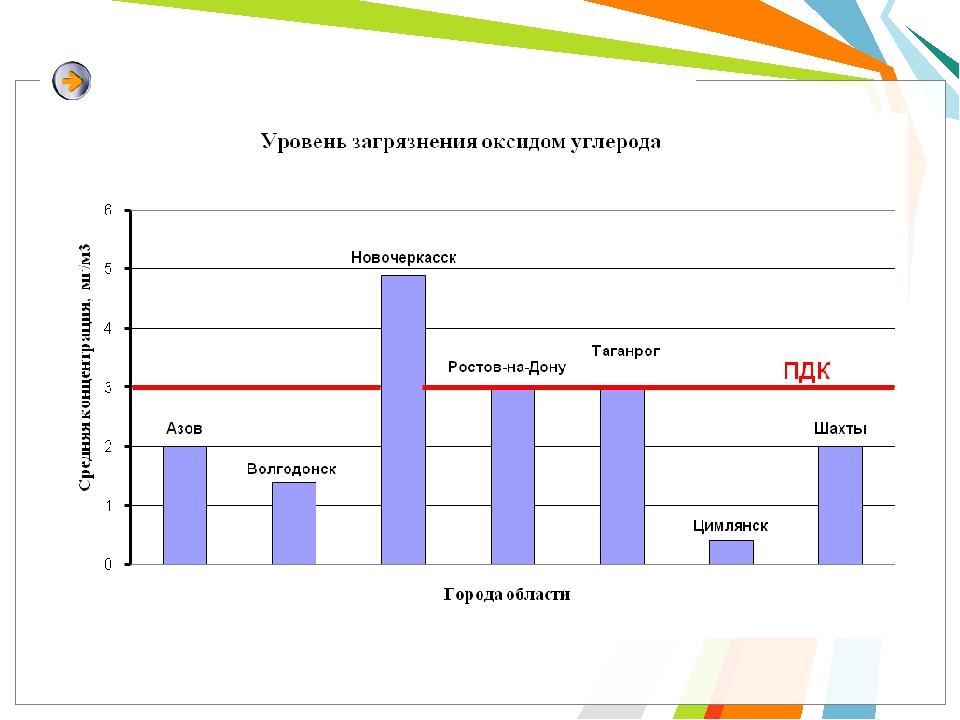 Уровень загрязнения оксидом углерода
Средняя концентрация, мг/м3
6
5
4
3
2
1
0
Азов
Волгодонск
Новочеркасск
Ростов-на-Дону
Таганрог
Цимлянск
Шахты
ПДК
Города области